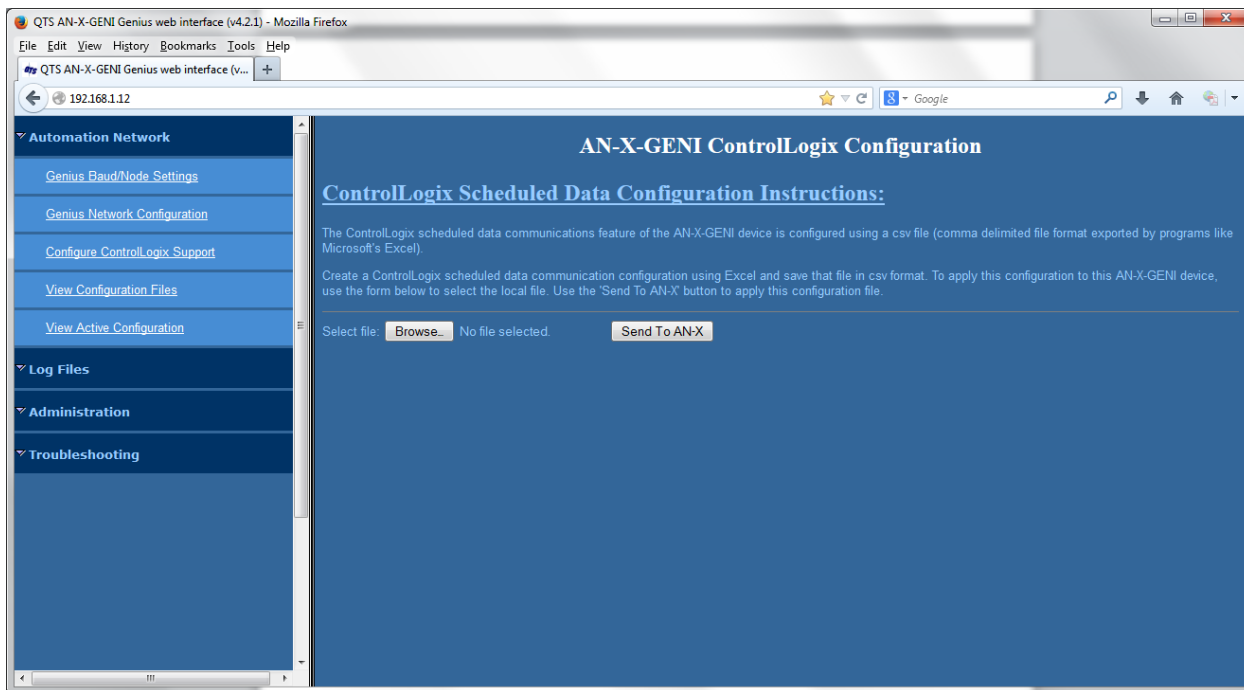 QTS AN-X-GENI Genius web interface (v4.2.1) - Mozilla Firefox
File Edit View History Bookmarks Tools Help
QTS AN-X-GENI Genius web interface (v...
192.168.1.12
Google
Automation Network
Genius Baud/Node Settings
Genius Network Configuration
Configure ControlLogix Support
View Configuration Files
View Active Configuration
Log Files
Administration
Troubleshooting
AN-X-GENI ControlLogix Configuration
ControlLogix Scheduled Data Configuration Instructions:
The ControlLogix scheduled data communications feature of the AN-X-GENI device is configured using a csv file (comma delimited file format exported by programs like
Microsoft's Excel).
Create a ControlLogix scheduled data communication configuration using Excel and save that file in csv format. To apply this configuration to this AN-X-GENI device,
use the form below to select the local file. Use the 'Send To AN-X' button to apply this configuration file.
Select file: Browse... No file selected. Send To AN-X